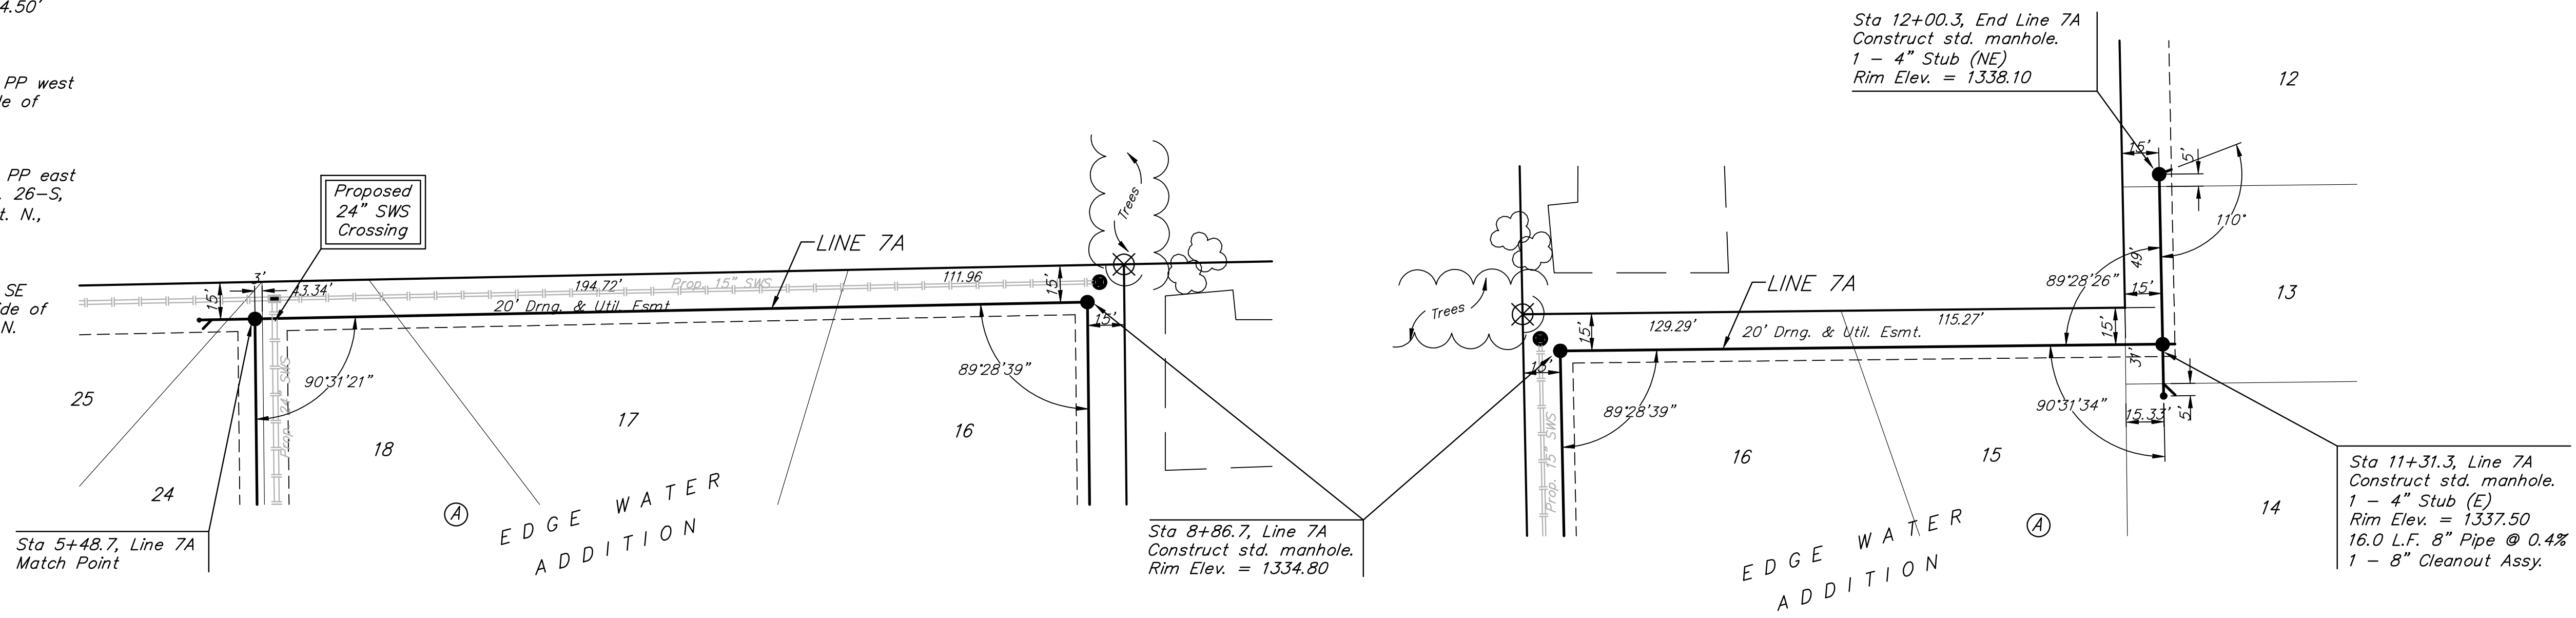 4.50'
PP west
le of
PP east
. 26-S,
t. N.,
SE
ide of
N.
Proposed
24" SWS
Crossing
LINE 7A
Trees
3'
43.34'
194.72'
Prop. 15" SWS
111.96
15'
15'
15'
20' Drng. & Util. Esmt.
90°31'21"
89°28'39"
Prop. 24" SWS
25
24
18
17
16
A
EDGE WATER
ADDITION
Sta 5+48.7, Line 7A
Match Point
Sta 8+86.7, Line 7A
Construct std. manhole.
Rim Elev. = 1334.80
Sta 12+00.3, End Line 7A
Construct std. manhole.
1 - 4" Stub (NE)
Rim Elev. = 1338.10
12
15'
5'
110°
49'
89°28'26"
15'
13
LINE 7A
Trees
129.29'
115.27'
15'
15'
15'
20' Drng. & Util. Esmt.
31'
89°28'39"
90°31'34"
15.33'
5'
Prop. 15" SWS
16
15
14
A
EDGE WATER
ADDITION
Sta 11+31.3, Line 7A
Construct std. manhole.
1 - 4" Stub (E)
Rim Elev. = 1337.50
16.0 L.F. 8" Pipe @ 0.4%
1 - 8" Cleanout Assy.